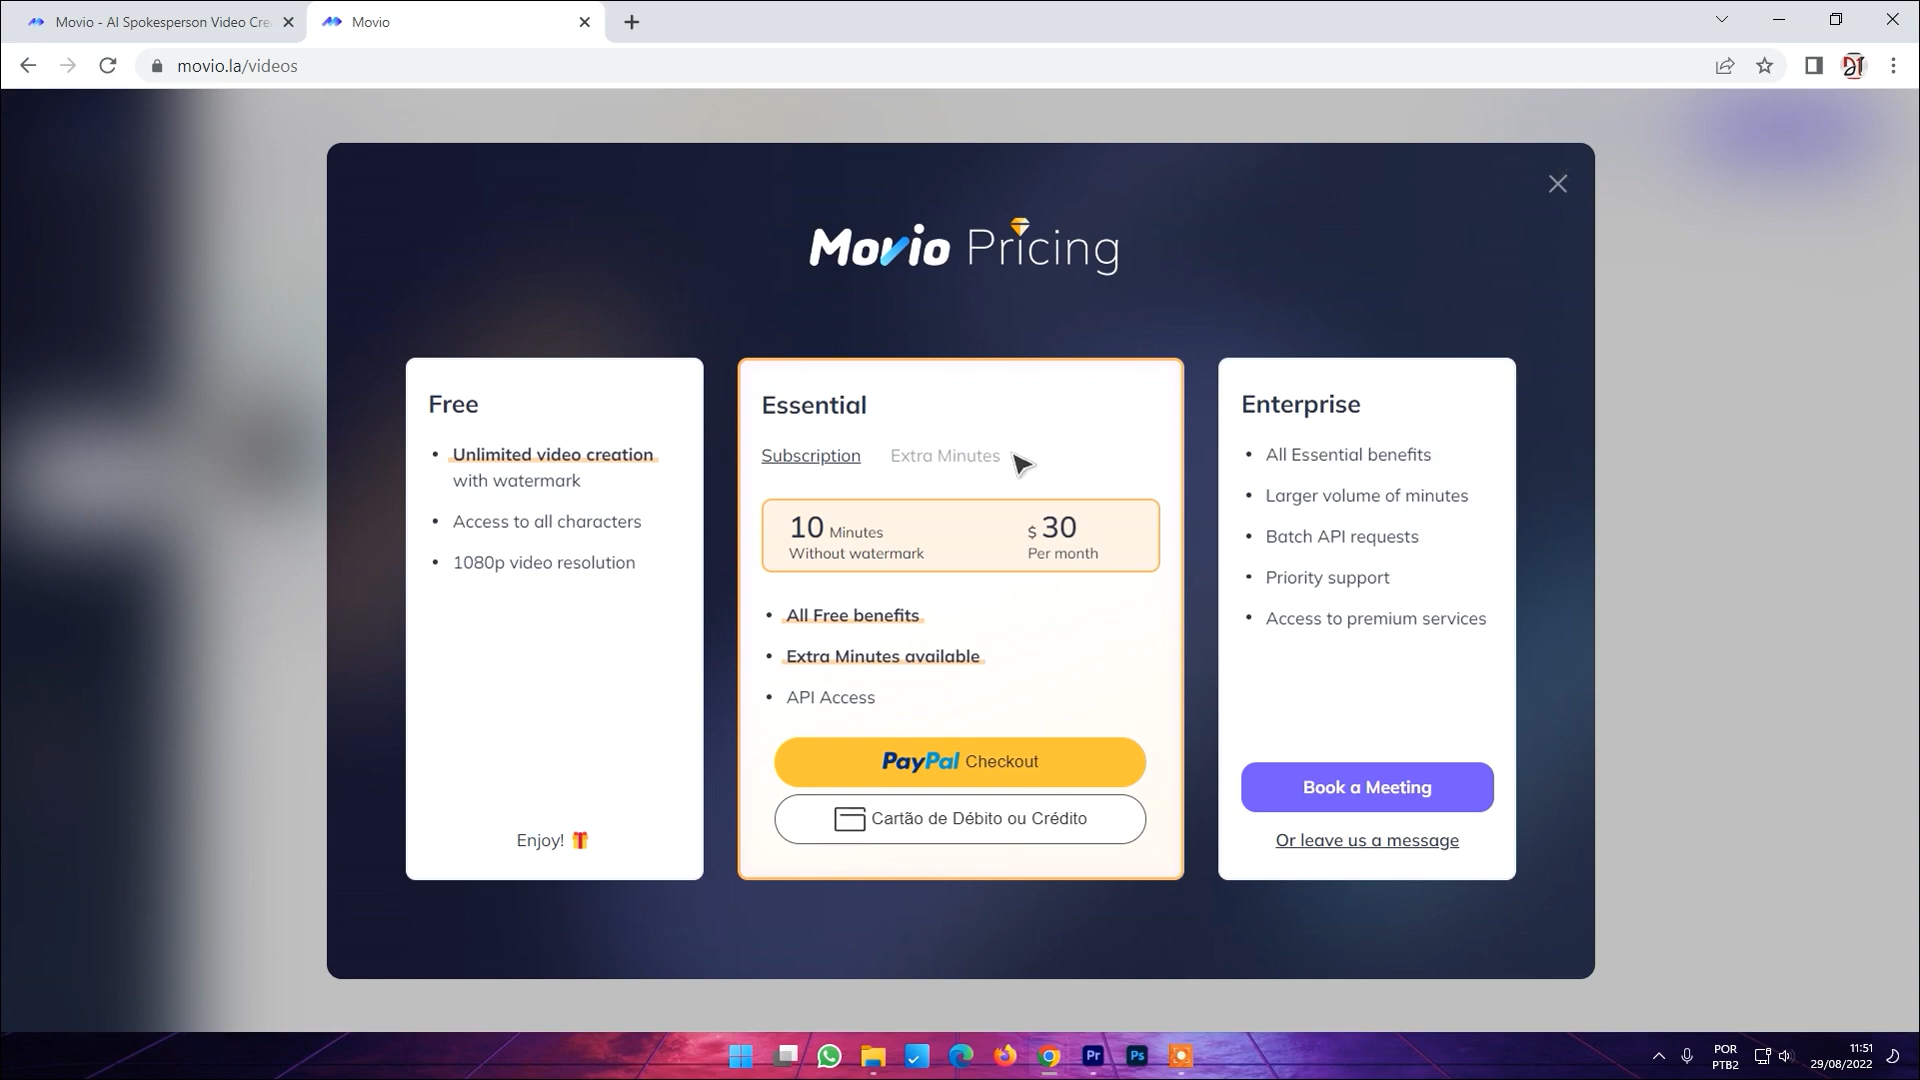 Movio - AI Spokesperson Video Cre
Movio
movio.la/videos
Movio Pricing
Free
• Unlimited video creation
with watermark
• Access to all characters
• 1080p video resolution
Enjoy!
Essential
Subscription Extra Minutes
10 Minutes $ 30
Without watermark Per month
• All Free benefits
• Extra Minutes available
• API Access
PayPal Checkout
Cartão de Débito ou Crédito
Enterprise
• All Essential benefits
• Larger volume of minutes
• Batch API requests
• Priority support
• Access to premium services
Book a Meeting
Or leave us a message
Pr
Ps
POR
PTB2
11:51
29/08/2022